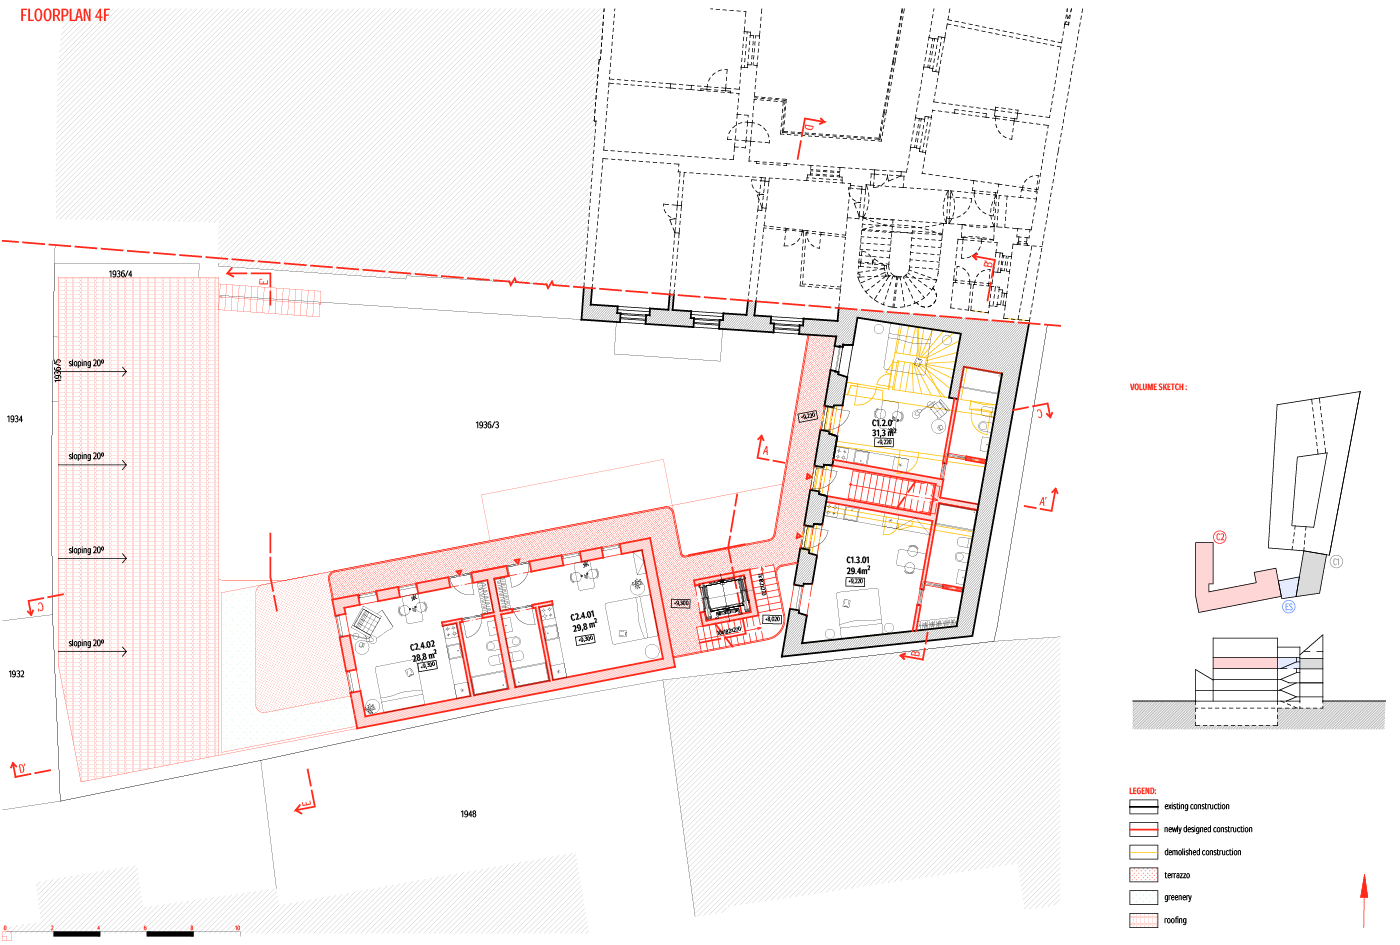 FLOORPLAN 4F
D'
B'
1936/4
E
sloping 20º
1936/5
1934
1936/3
+9,220
C1.2.0
31,3 m²
+9,220
C
A
A'
VOLUME SKETCH :
sloping 20º
sloping 20º
C2
C1
ES
C1.3.01
29.4m²
+9,220
C
+9,300
+8,020
C2.4.01
29,8 m²
+9,300
C2.4.02
28,8 m²
+9,300
sloping 20º
1932
B'
D'
E
1948
LEGEND:
existing construction
newly designed construction
demolished construction
terrazzo
greenery
roofing
0 2 4 6 8 10